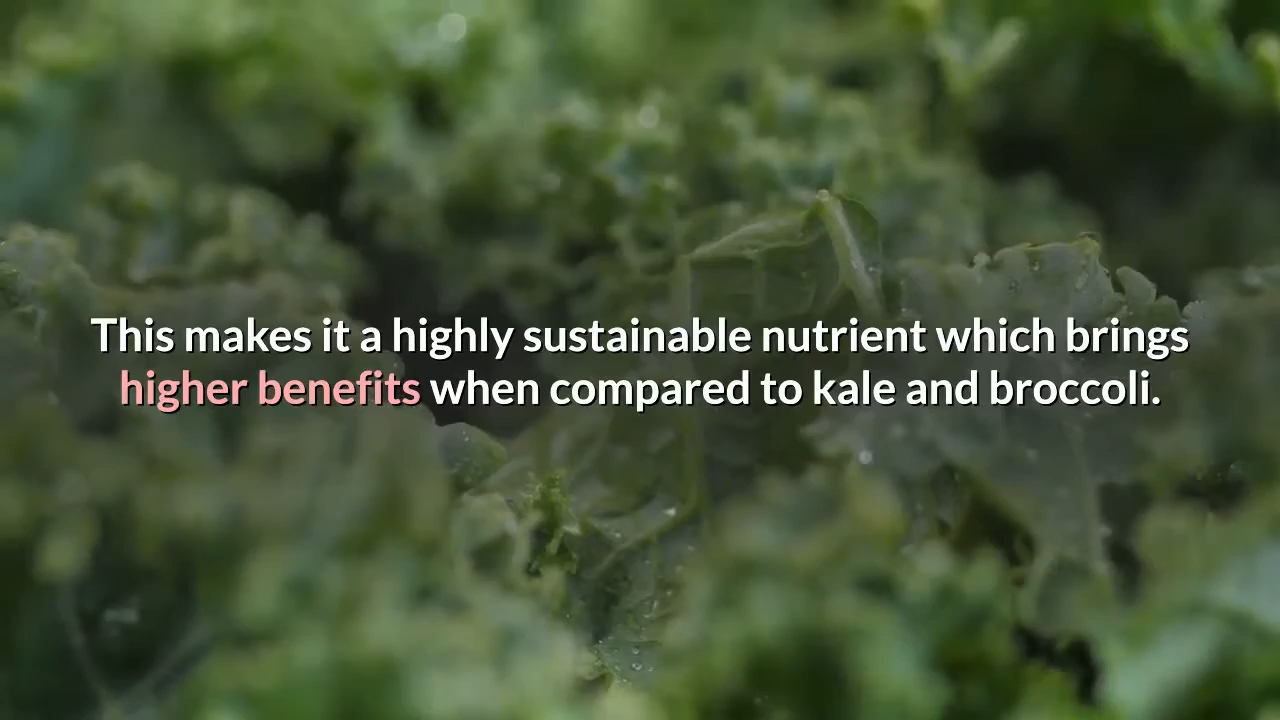 This makes it a highly sustainable nutrient which brings
higher benefits when compared to kale and broccoli.